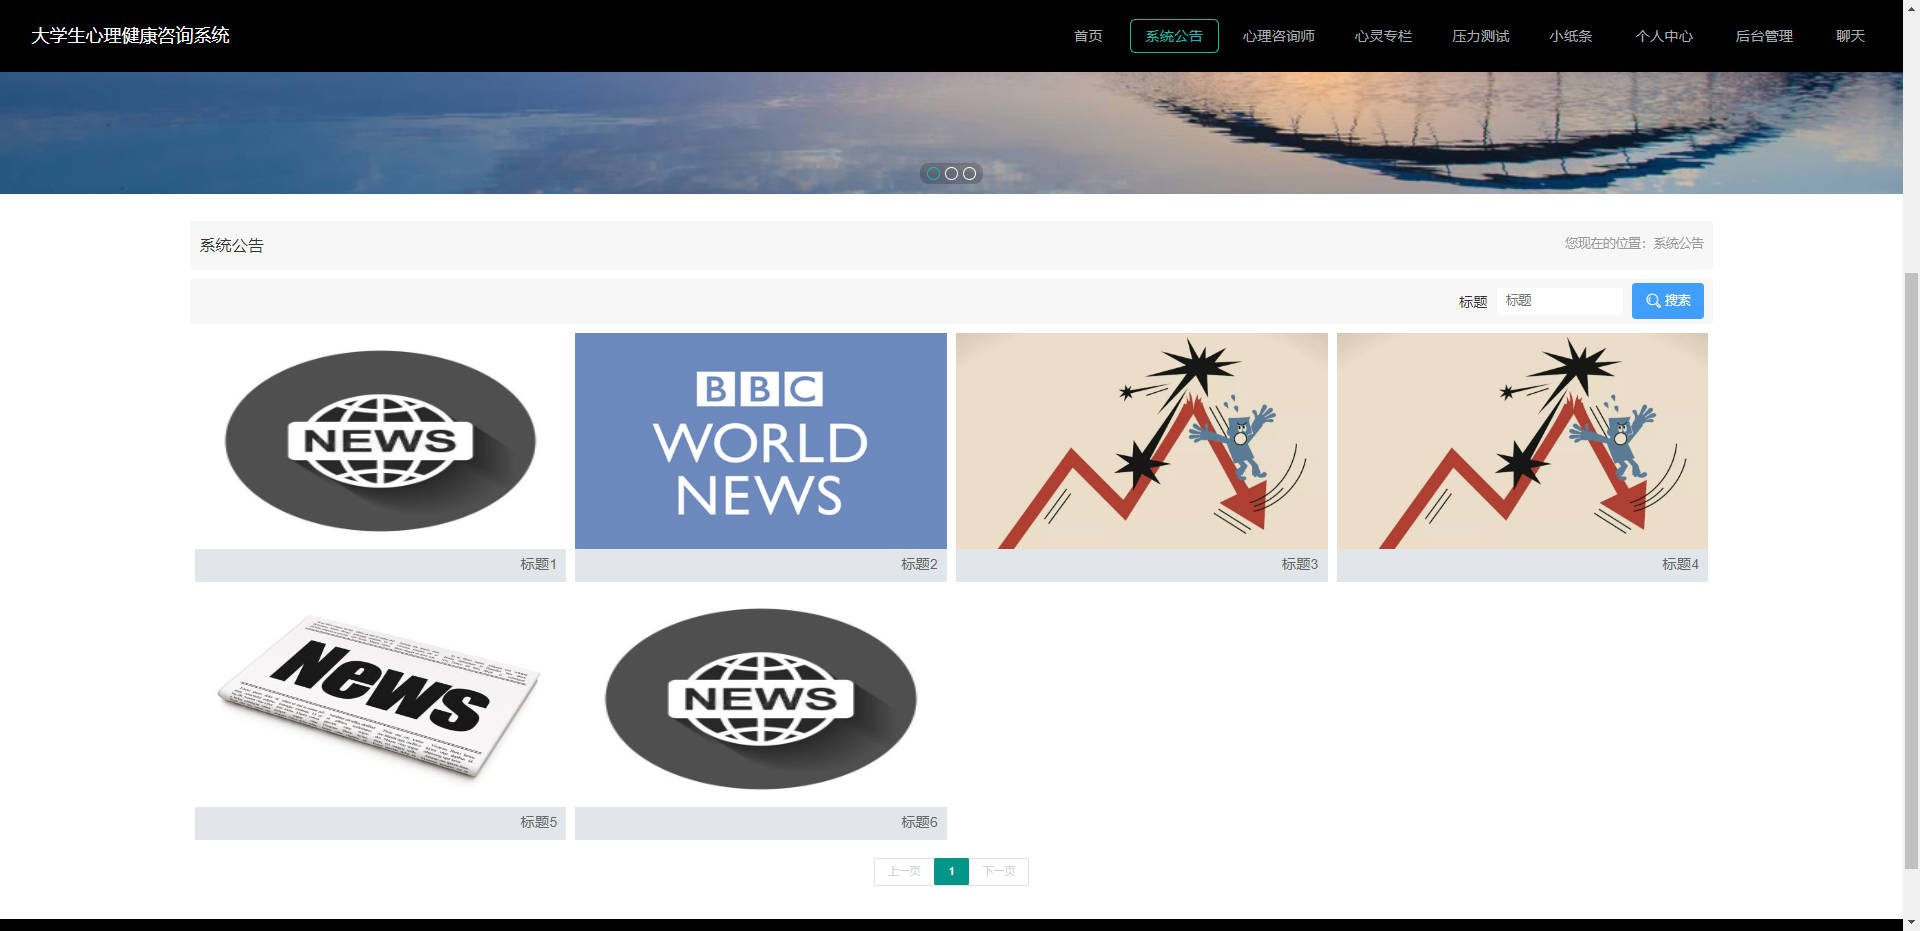 大学生心理健康咨询系统
首页 系统公告 心理咨询师 心灵专栏 压力测试 小纸条 个人中心 后台管理 聊天
系统公告
您现在的位置：系统公告
标题 标题 搜索
NEWS
BBC
WORLD
NEWS
标题1
标题2
标题3
标题4
News
NEWS
标题5
标题6
上一页 1 下一页